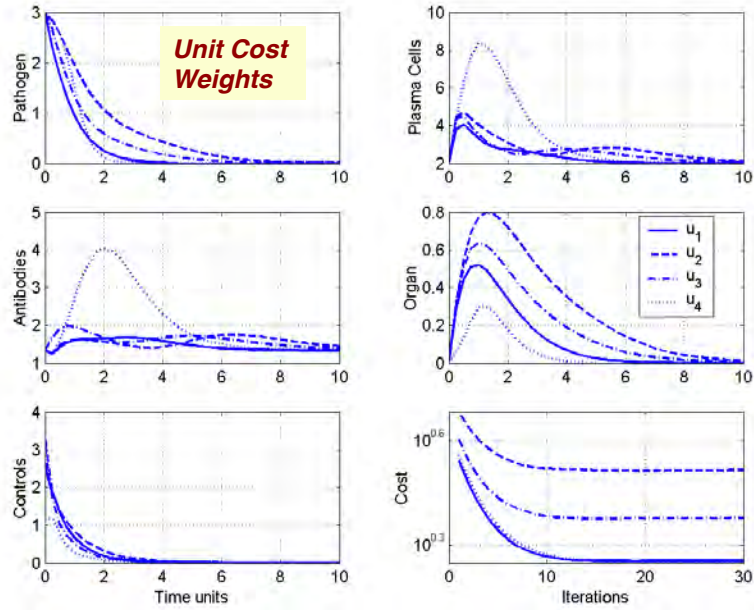 Unit Cost
Weights
Pathogen
3
2
1
0
0 2 4 6 8 10
Plasma Cells
10
8
6
4
2
0 2 4 6 8 10
Antibodies
5
4
3
2
1
0 2 4 6 8 10
Organ
0.8
0.6
0.4
0.2
0
0 2 4 6 8 10
u1
u2
u3
u4
Controls
4
3
2
1
0
0 2 4 6 8 10
Time units
Cost
10^0.6
10^0.3
0 10 20 30
Iterations